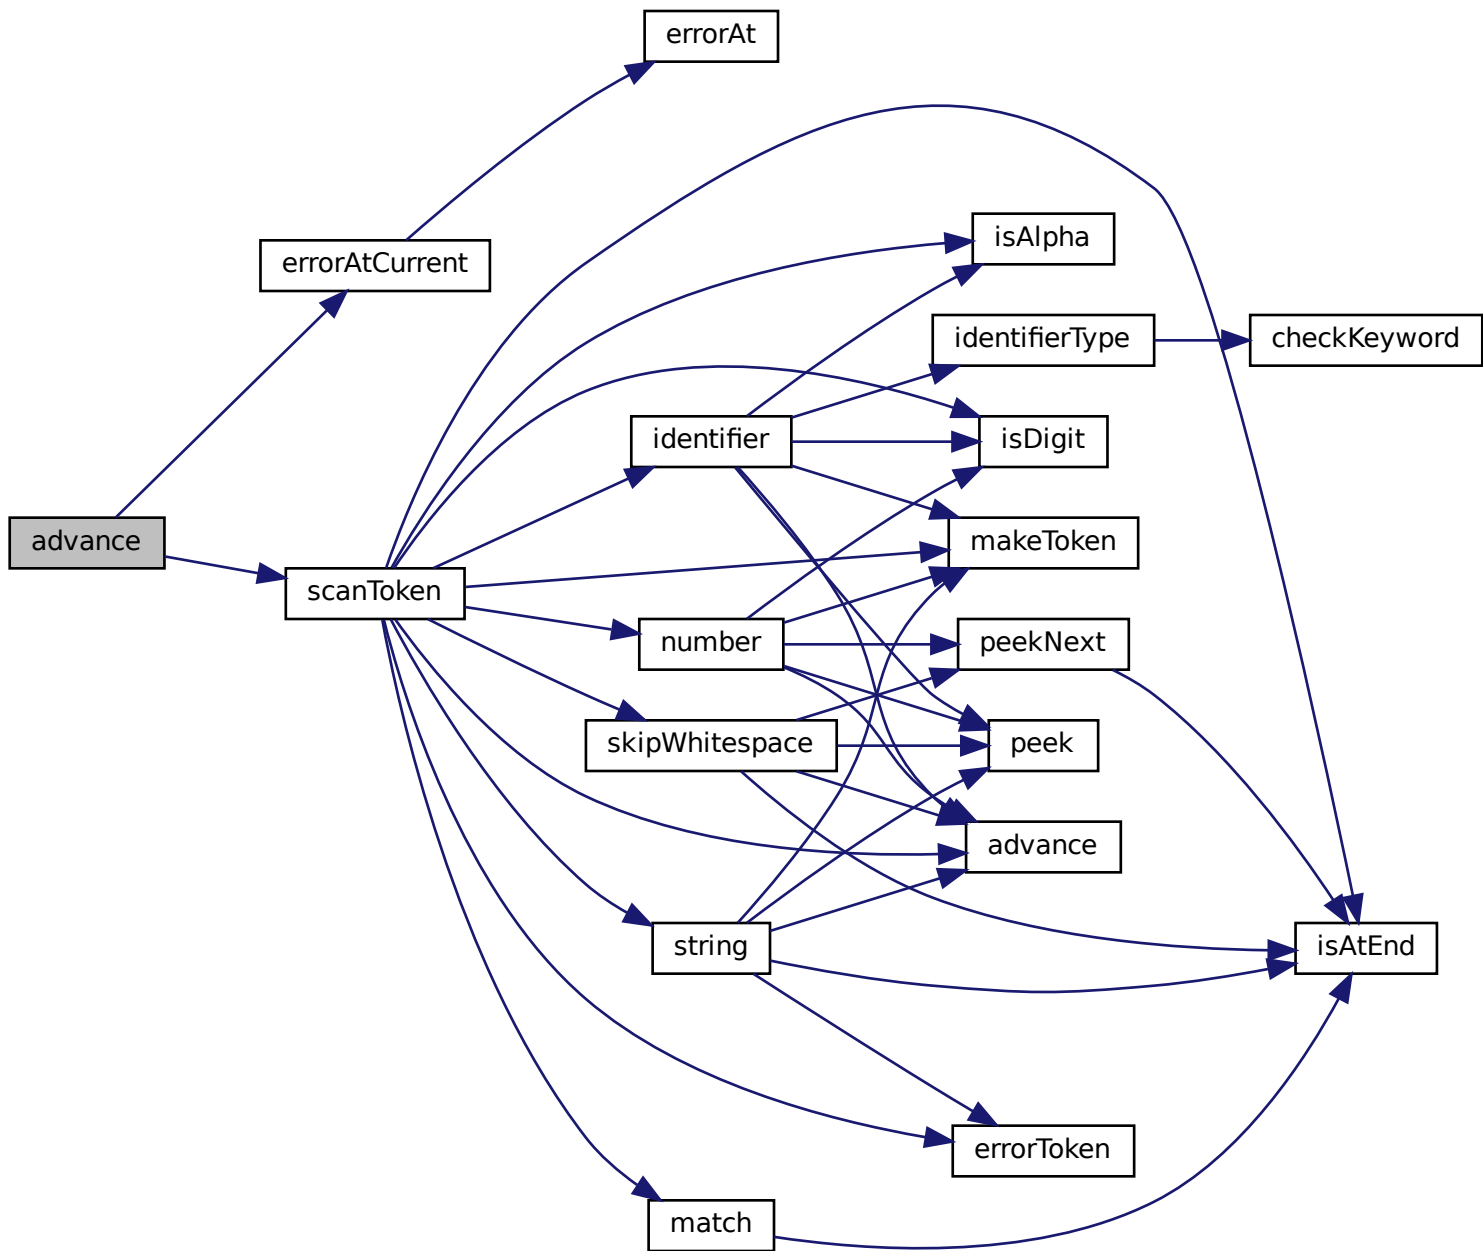 errorAt
isAlpha
errorAtCurrent
identifierType
checkKeyword
identifier
isDigit
advance
makeToken
scanToken
number
peekNext
skipWhitespace
peek
advance
string
isAtEnd
errorToken
match